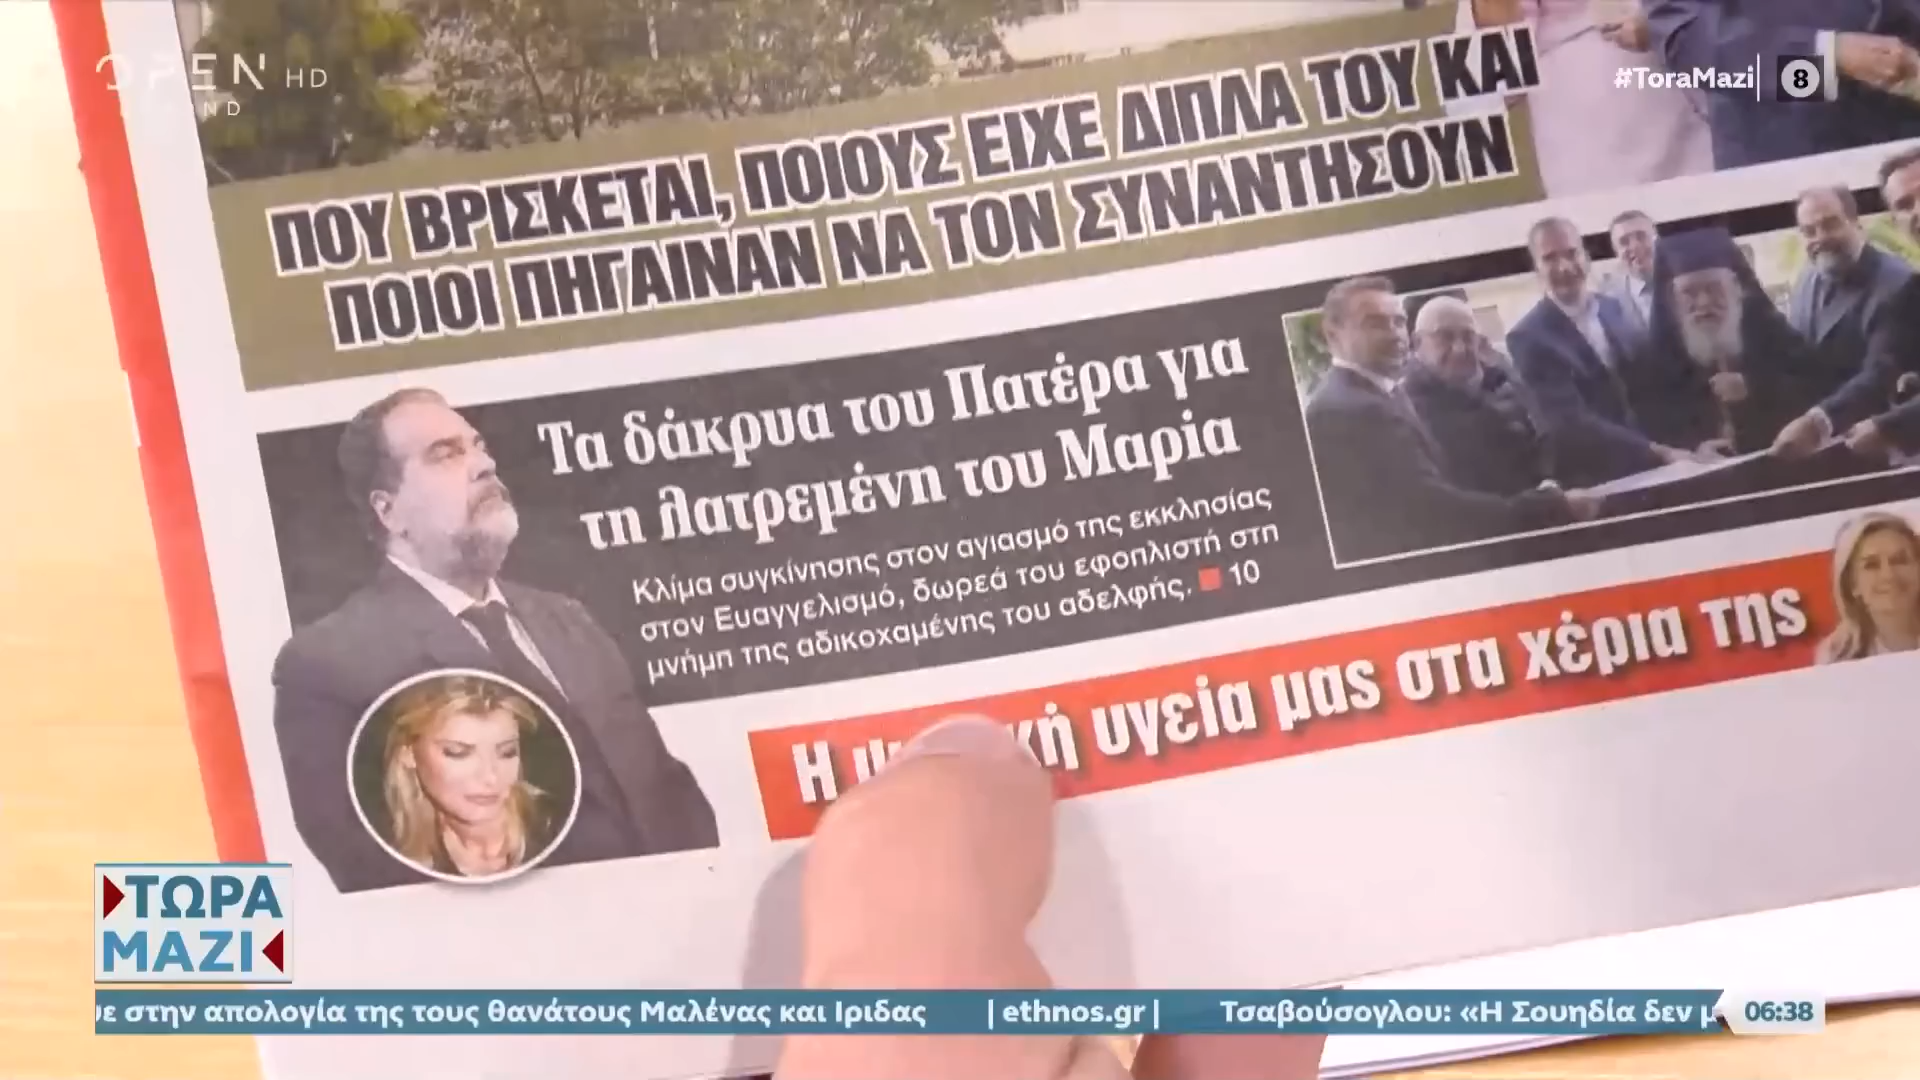 OPEN HD
#ToraMazi
8
ΠΟΥ ΒΡΙΣΚΕΤΑΙ, ΠΟΙΟΥΣ ΕΙΧΕ ΔΙΠΛΑ ΤΟΥ ΚΑΙ
ΠΟΙΟΙ ΠΗΓΑΙΝΑΝ ΝΑ ΤΟΝ ΣΥΝΑΝΤΗΣΟΥΝ
Τα δάκρυα του Πατέρα για
τη λατρεμένη του Μαρία
Κλίμα συγκίνησης στον αγιασμό της εκκλησίας
στον Ευαγγελισμό, δωρεά του εφοπλιστή στη
μνήμη της αδικοχαμένης του αδελφής. 10
Η υγεία μας στα χέρια της
ΤΩΡΑ
ΜΑΖΙ
στην απολογία της τους θανάτους Μαλένας και Ιριδας | ethnos.gr | Τσαβούσογλου: «Η Σουηδία δεν
06:38